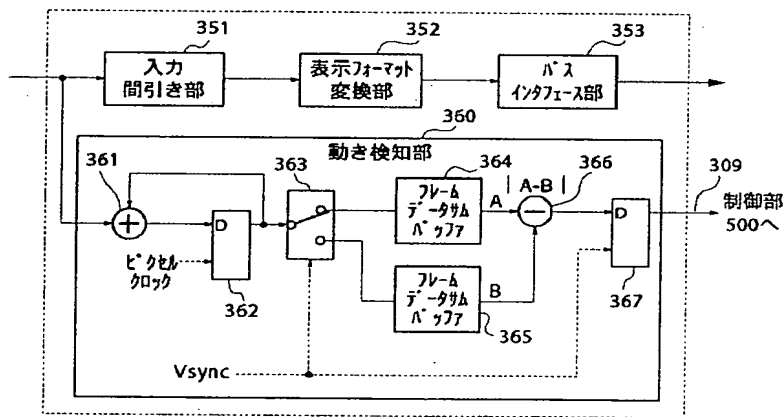 351
352
353
入力
間引き部
表示フォーマット
変換部
バス
インタフェース部
360
動き検知部
361
363
364
366
309
フレーム
データサム
バッファ
A
|A-B|
D
ピクセル
クロック
D
362
フレーム
データサム
バッファ
B
365
367
制御部
500へ
Vsync